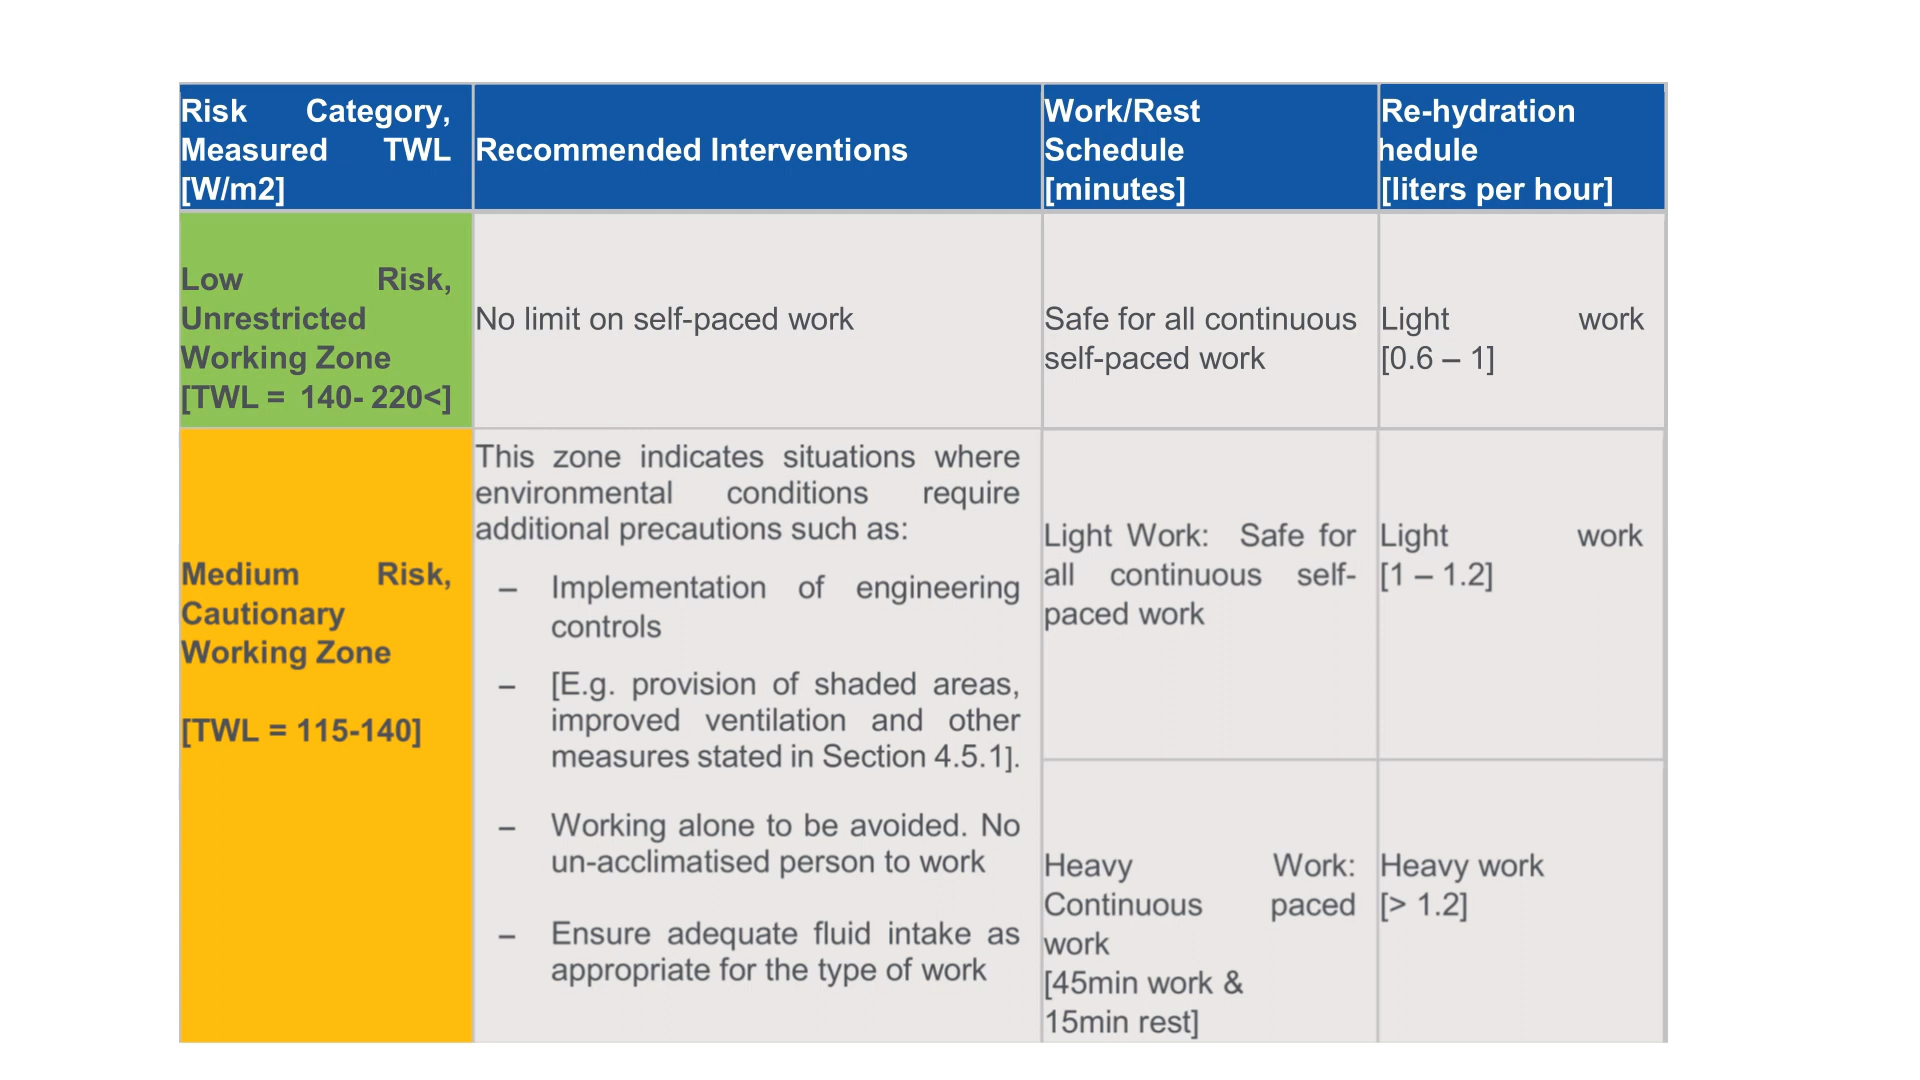 Risk Category,
Measured TWL
[W/m2]
Recommended Interventions
Work/Rest
Schedule
[minutes]
Re-hydration
hedule
[liters per hour]
Low Risk,
Unrestricted
Working Zone
[TWL = 140- 220<]
No limit on self-paced work
Safe for all continuous
self-paced work
Light work
[0.6 – 1]
Medium Risk,
Cautionary
Working Zone
[TWL = 115-140]
This zone indicates situations where
environmental conditions require
additional precautions such as:
– Implementation of engineering
controls
– [E.g. provision of shaded areas,
improved ventilation and other
measures stated in Section 4.5.1].
– Working alone to be avoided. No
un-acclimatised person to work
– Ensure adequate fluid intake as
appropriate for the type of work
Light Work: Safe for
all continuous self-
paced work
Light work
[1 – 1.2]
Heavy Work:
Continuous paced
work
[45min work &
15min rest]
Heavy work
[> 1.2]